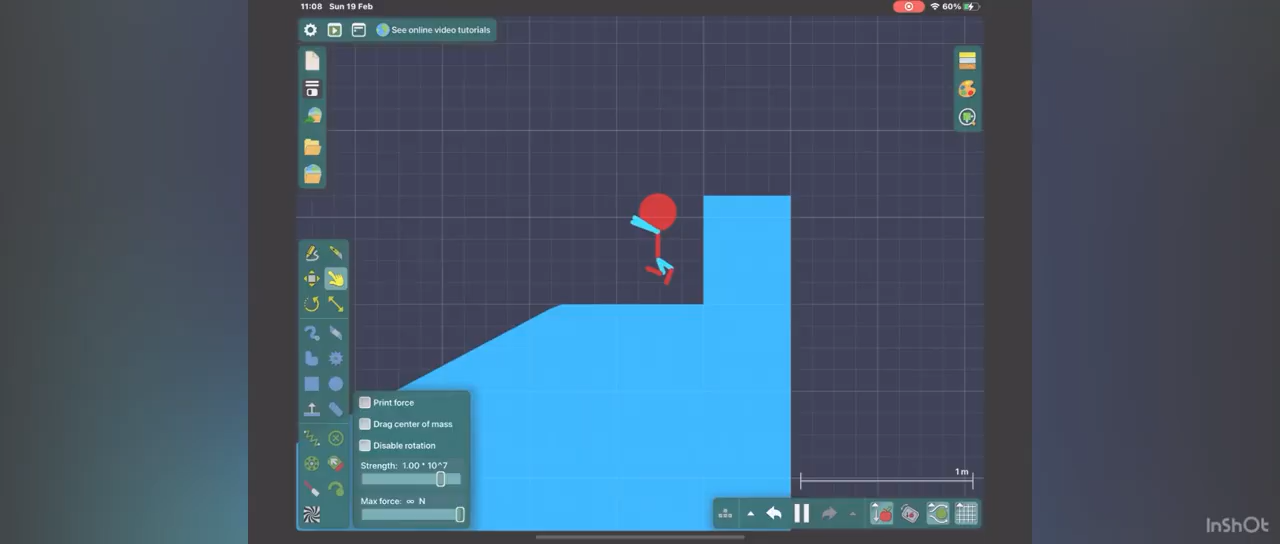 11:08 Sun 19 Feb
60%
See online video tutorials
Print force
Drag center of mass
Disable rotation
Strength: 1.00 * 10^7
Max force: ∞ N
1 m
InShOt